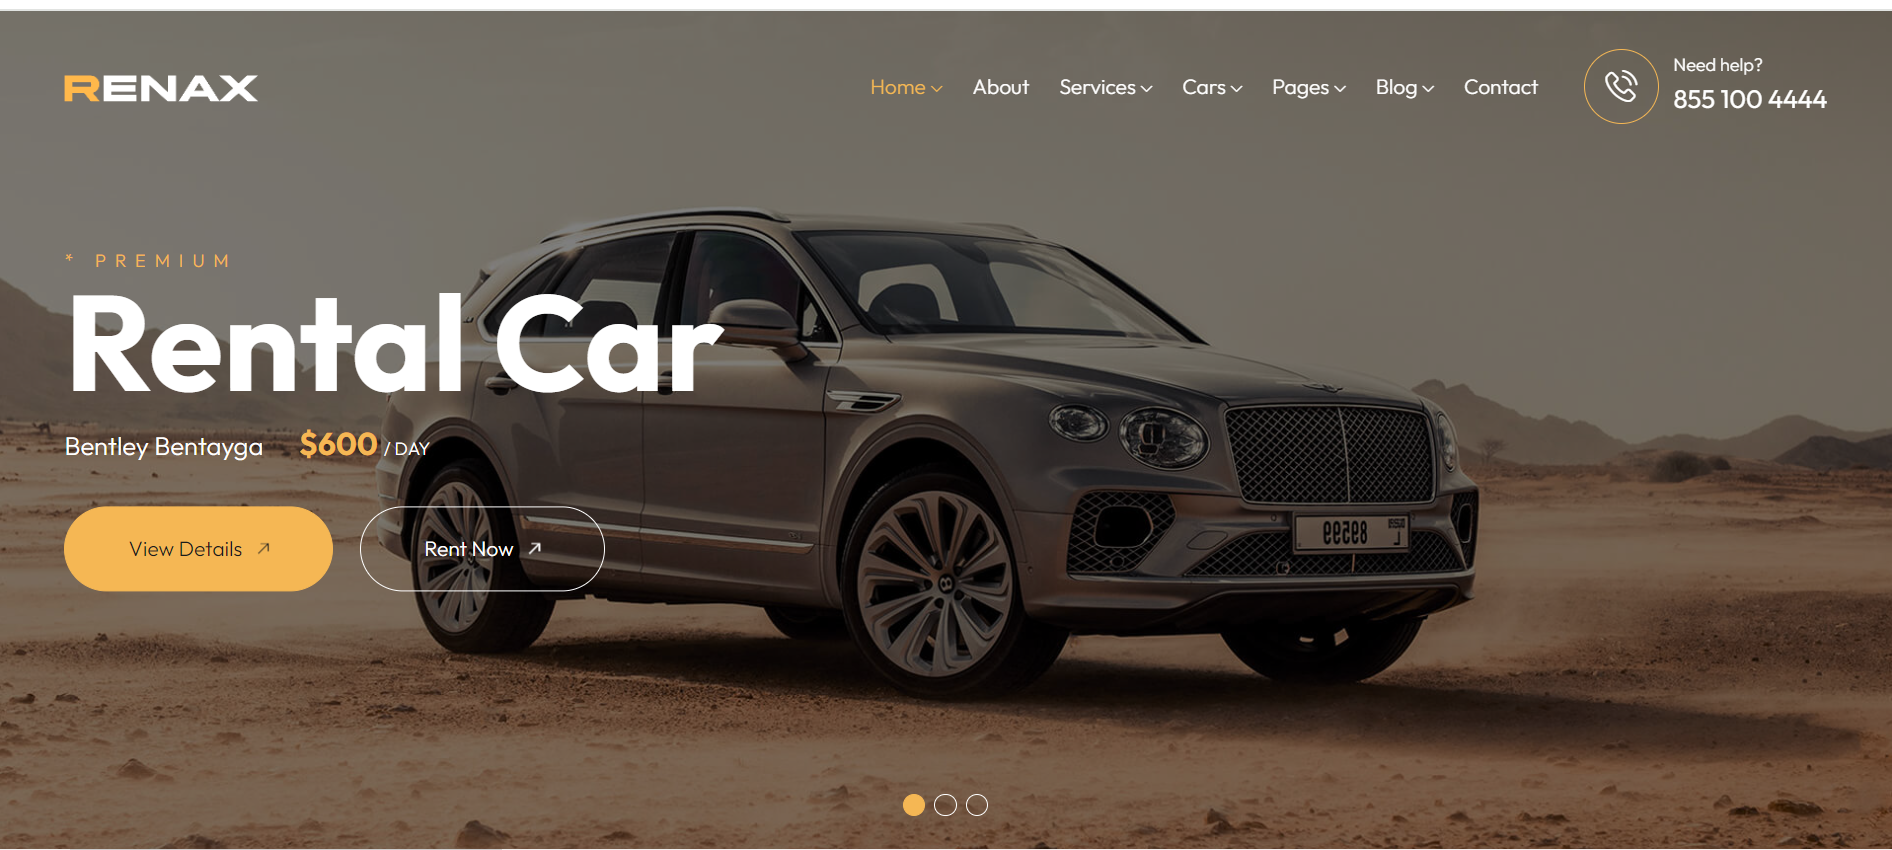 RENAX
Home
About
Services
Cars
Pages
Blog
Contact
Need help?
855 100 4444
* PREMIUM
Rental Car
Bentley Bentayga $600 / DAY
View Details
Rent Now